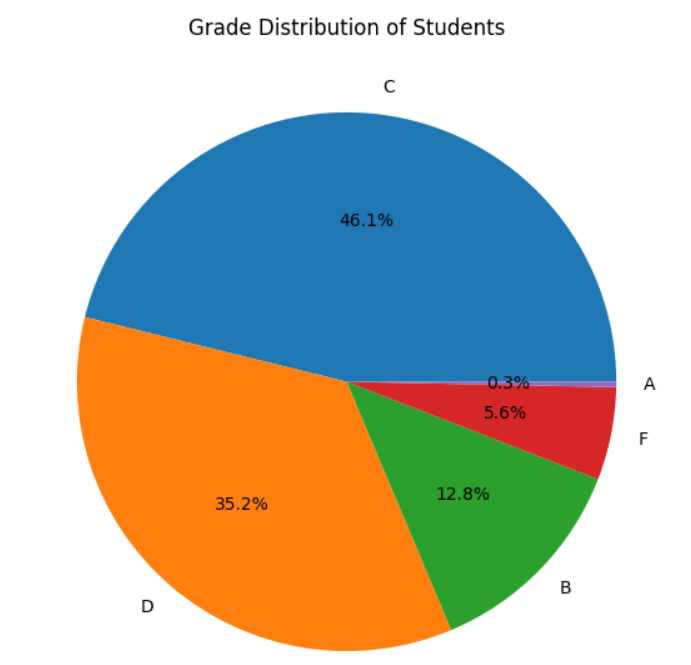 Grade Distribution of Students
C
46.1%
0.3%
A
5.6%
F
12.8%
35.2%
B
D